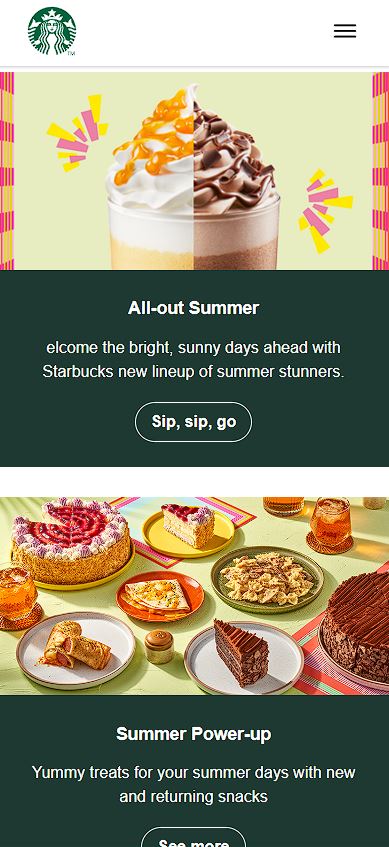 TM
All-out Summer
elcome the bright, sunny days ahead with
Starbucks new lineup of summer stunners.
Sip, sip, go
Summer Power-up
Yummy treats for your summer days with new
and returning snacks
See more